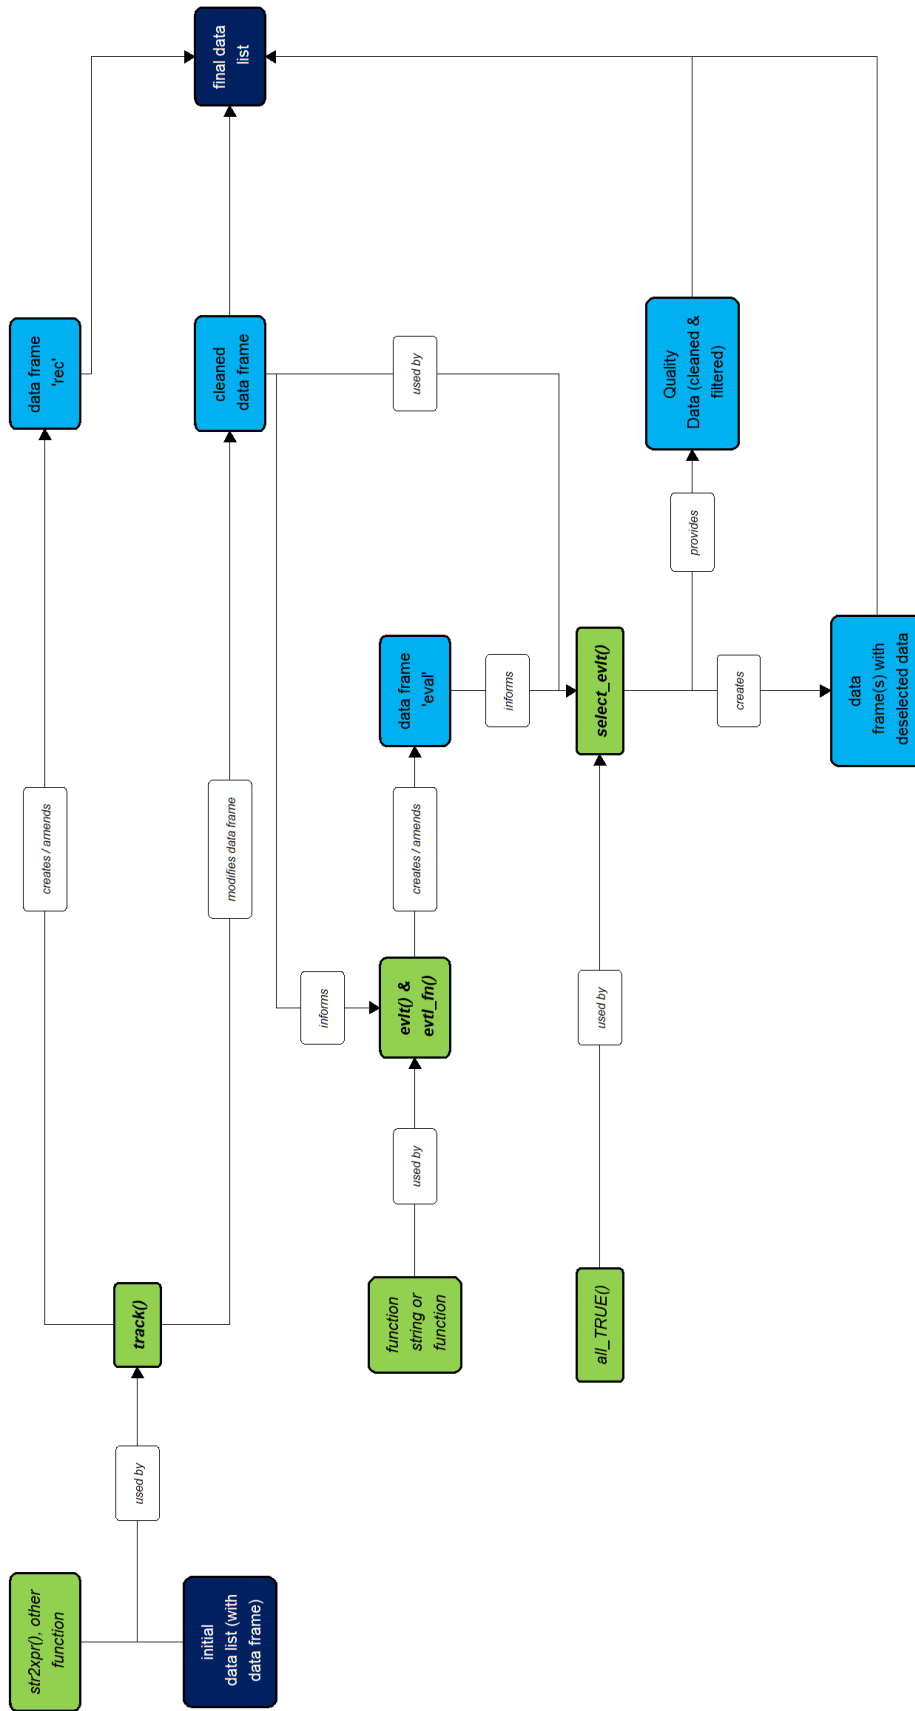 str2xpr(), other
function
creates / amends
data frame
'rec'
used by
track()
initial
data list (with
data frame)
modifies data frame
cleaned
data frame
final data
list
informs
function
string or
function
used by
evlt() &
evtl_fn()
creates / amends
data frame
'eval'
used by
informs
all_TRUE()
used by
select_evlt()
provides
Quality
Data (cleaned &
filtered)
creates
data
frame(s) with
deselected data